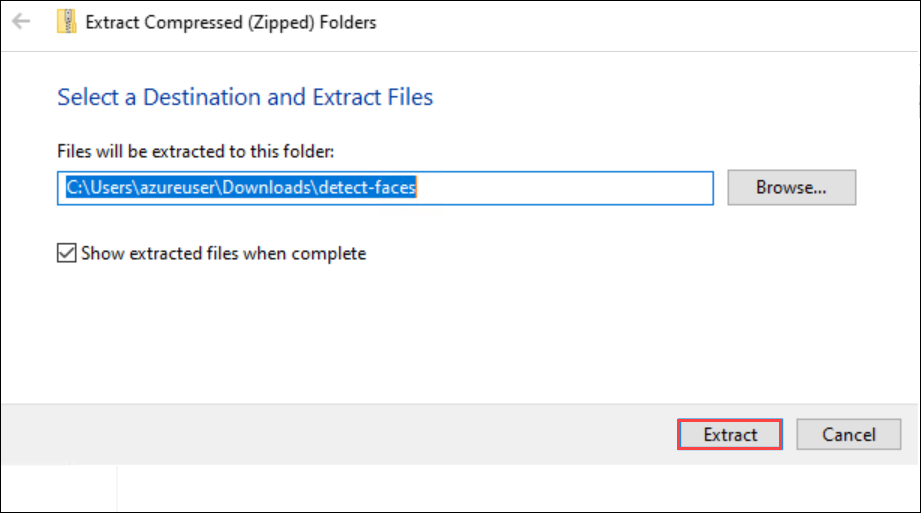 Extract Compressed (Zipped) Folders
Select a Destination and Extract Files
Files will be extracted to this folder:
C:\Users\azureuser\Downloads\detect-faces
Browse...
Show extracted files when complete
Extract
Cancel